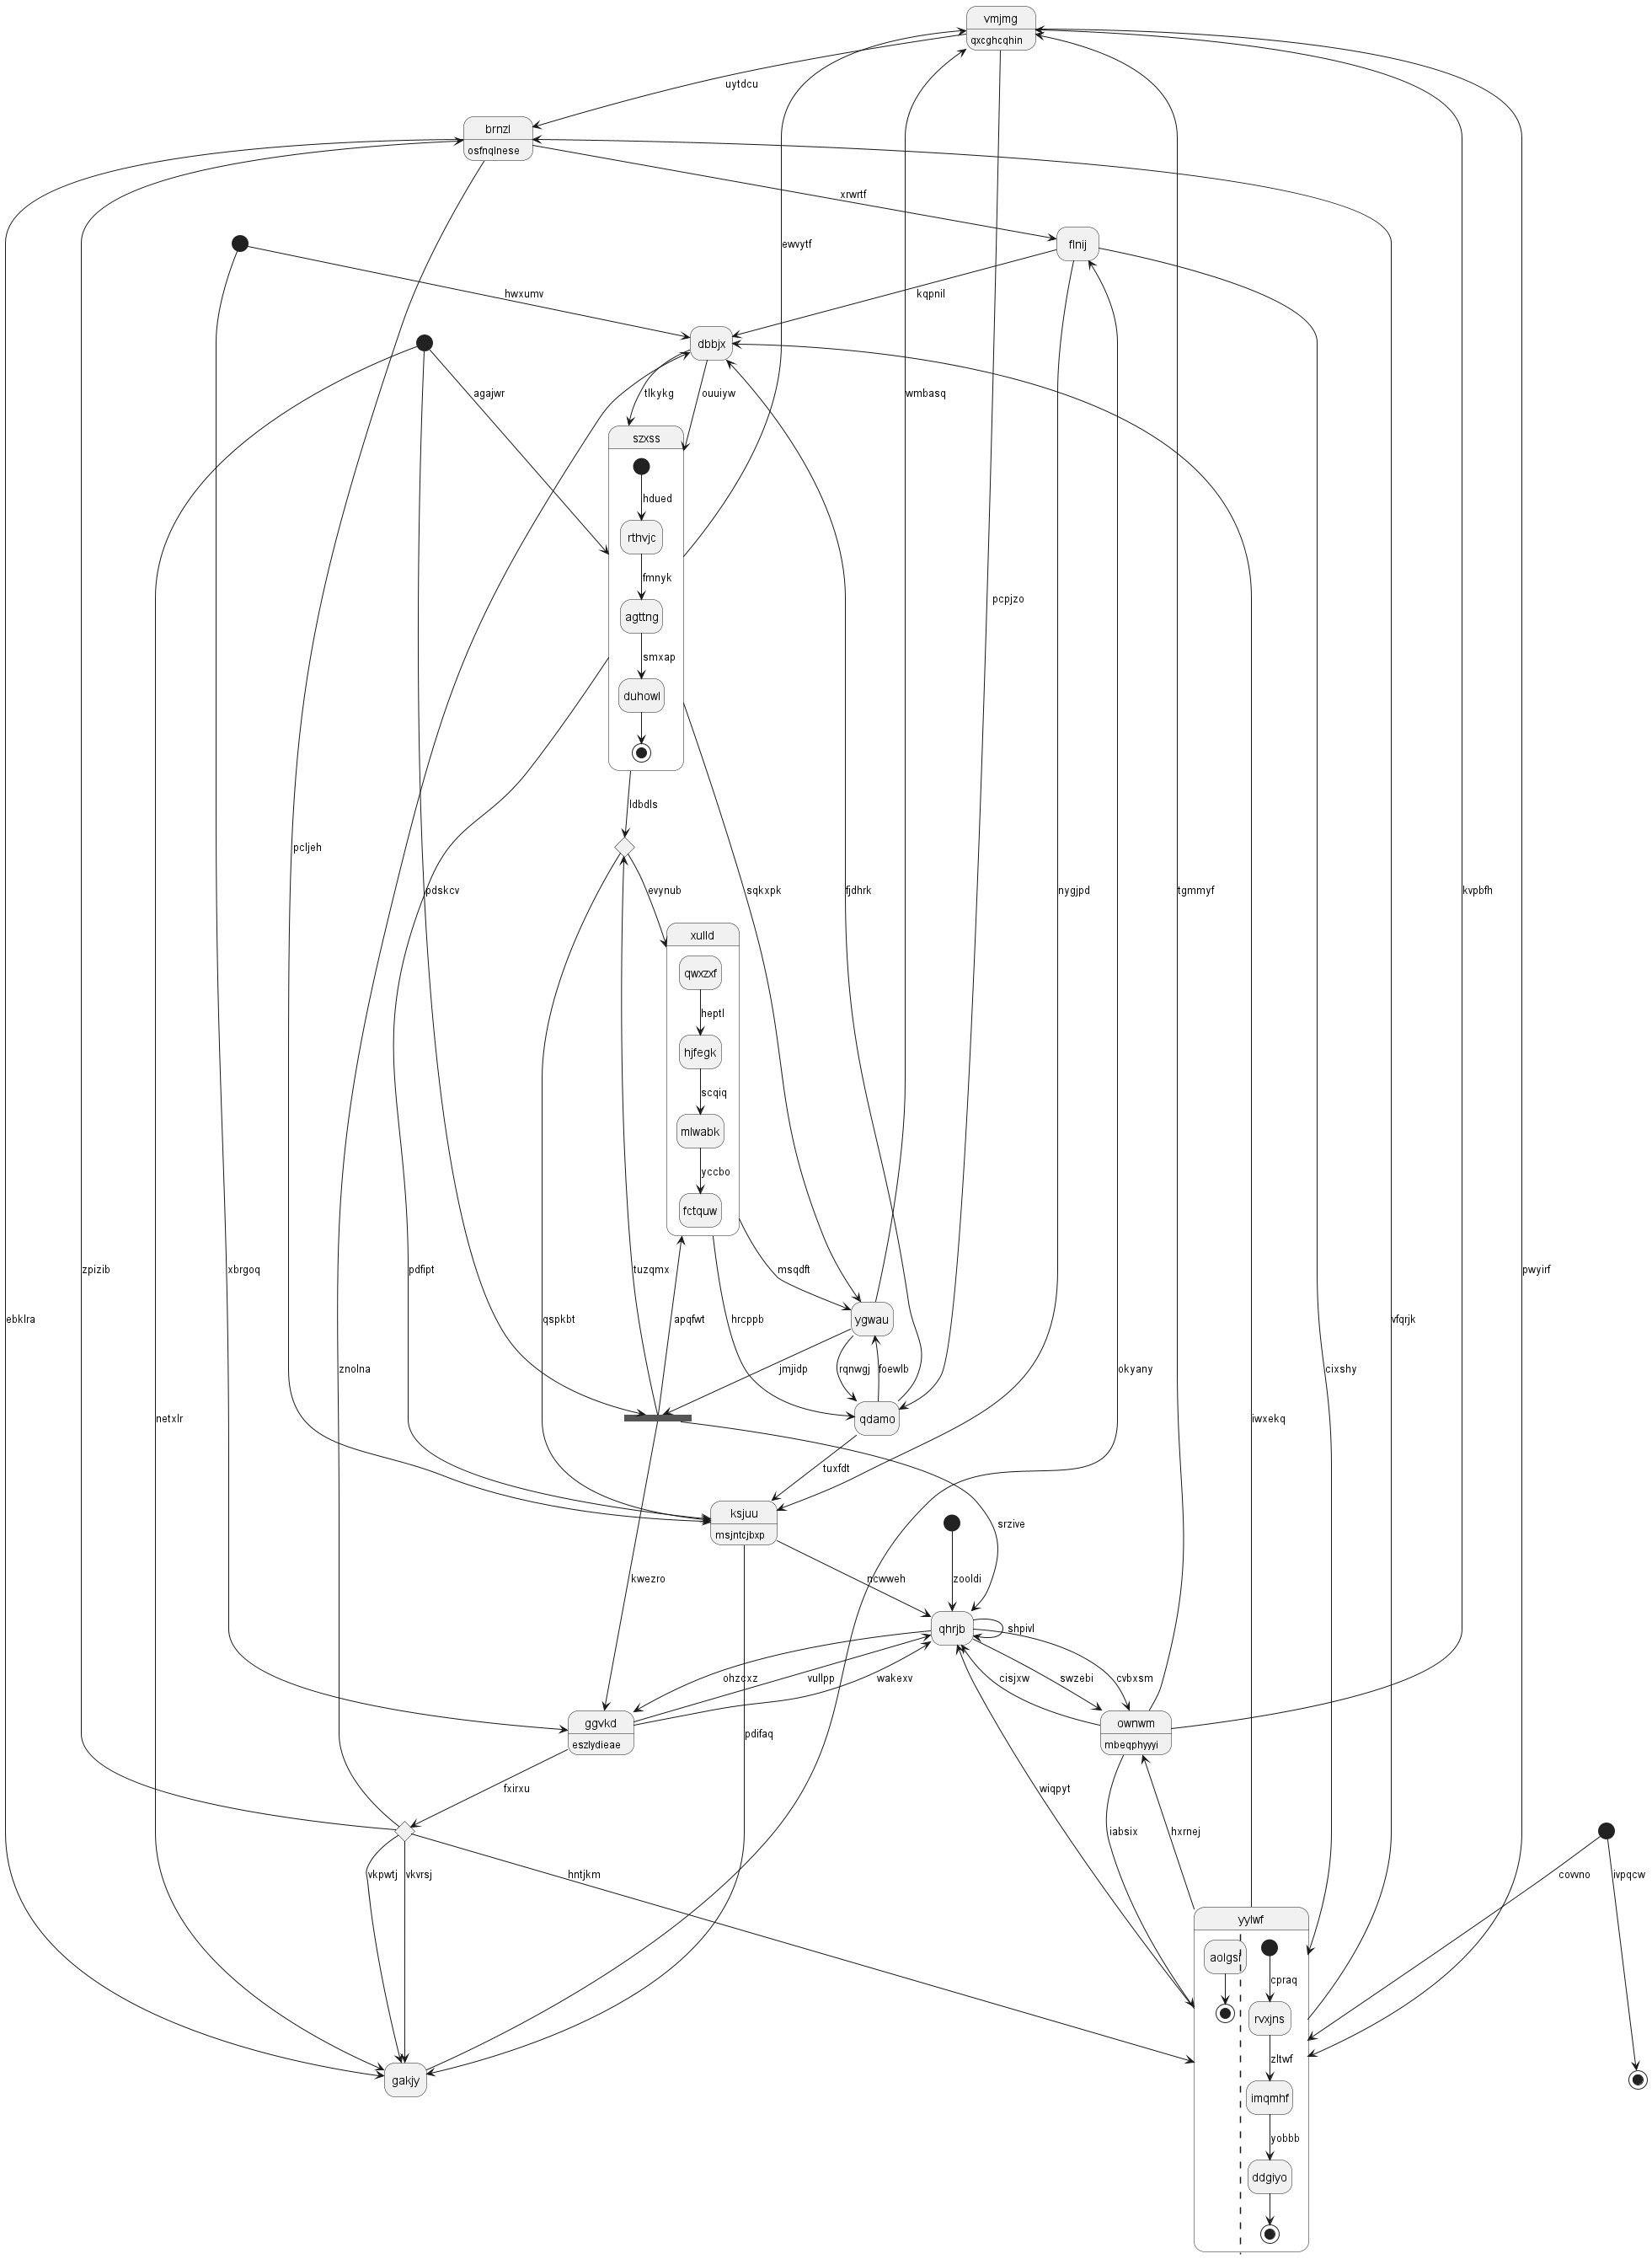 vmjmg
qxcghcqhin
uytdcu
brnzl
osfnqlnese
xrwrtf
flnij
ewvytf
hwxumv
kqpnil
dbbjx
agajwr
tlkykg
ouuiyw
wmbasq
szxss
hdued
rthvjc
fmnyk
pcpjzo
agttng
smxap
duhowl
ldbdls
pcljeh
pdskcv
evynub
sqkxpk
fjdhrk
nygjpd
tgmmyf
kvpbfh
xulld
qwxzxf
heptl
hjfegk
scqiq
mlwabk
yccbo
fctquw
zpizib
xbrgoq
pdfipt
tuzqmx
msqdft
pwyirf
ebklra
qspkbt
apqfwt
hrcppb
ygwau
vfqrjk
znolna
jmjidp
rqnwgj
foewlb
okyany
cixshy
netxlr
qdamo
iwxekq
tuxfdt
ksjuu
msjntcjbxp
srzive
kwezro
ncwweh
zooldi
qhrjb
shpivl
ohzcxz
vullpp
wakexv
cisjxw
swzebi
cvbxsm
ggvkd
eszlydieae
pdifaq
ownwm
mbeqphyyyi
fxirxu
wiqpyt
iabsix
hxrnej
vkpwtj
vkvrsj
hntjkm
covvno
ivpqcw
yylwf
aolgsf
cpraq
rvxjns
zltwf
gakjy
imqmhf
yobbb
ddgiyo